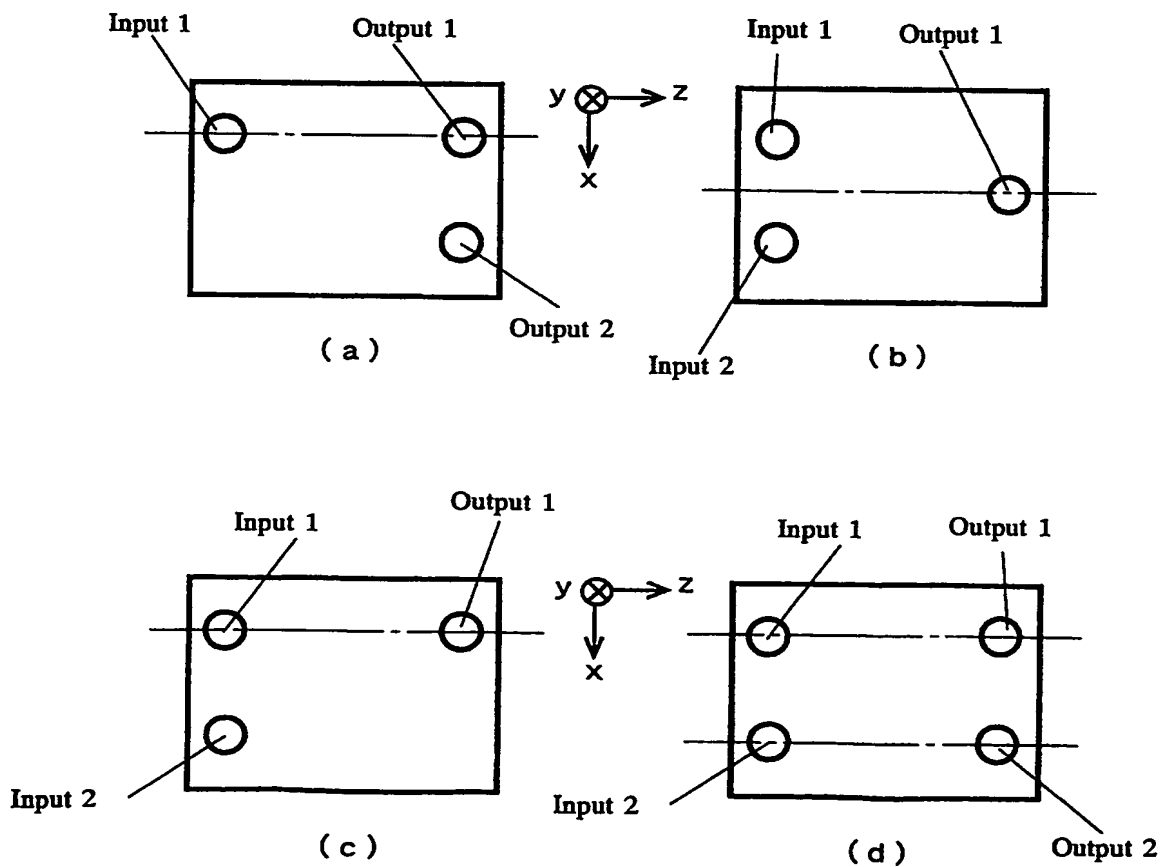 Input 1
Output 1
y
z
x
Output 2
(a)
Input 1
Output 1
Input 2
(b)
Input 1
Output 1
y
z
x
Input 2
(c)
Input 1
Output 1
Input 2
Output 2
(d)